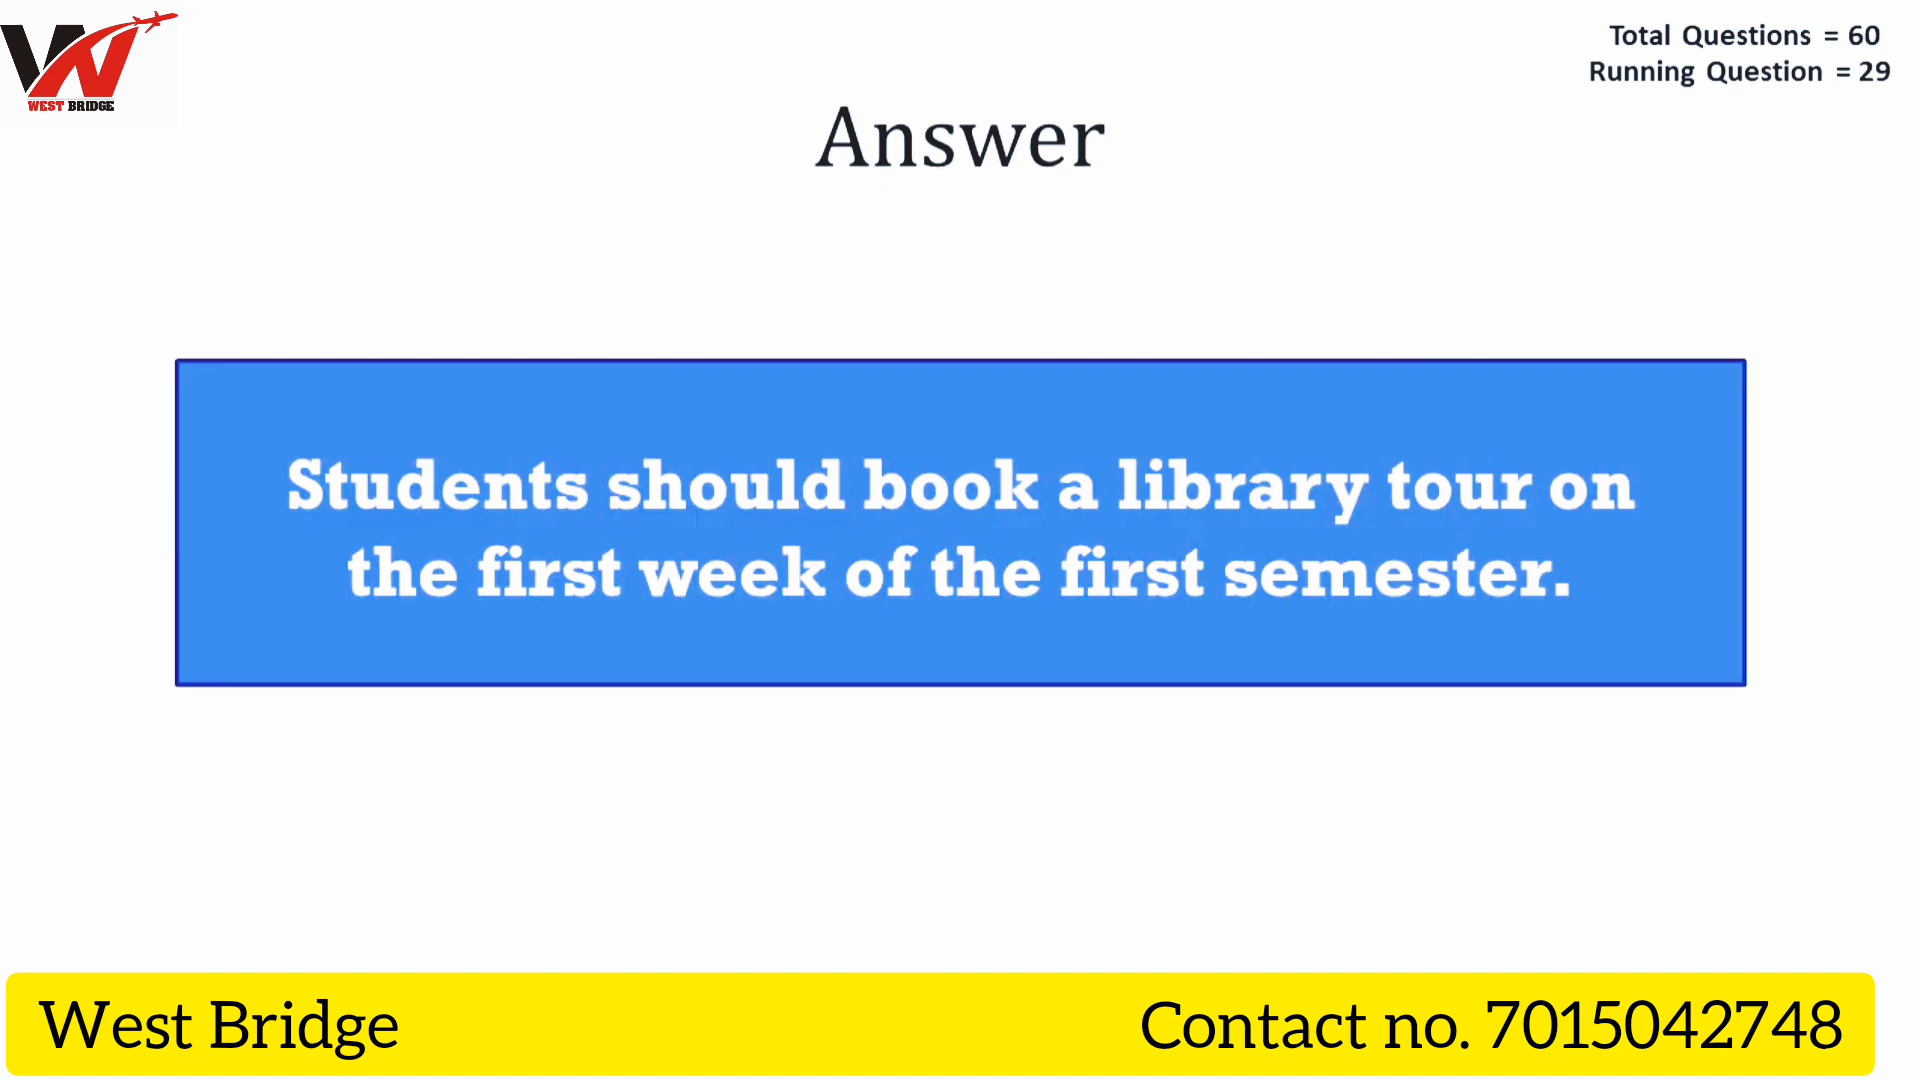 WEST BRIDGE
Total Questions = 60
Running Question = 29
Answer
Students should book a library tour on
the first week of the first semester.
West Bridge
Contact no. 7015042748